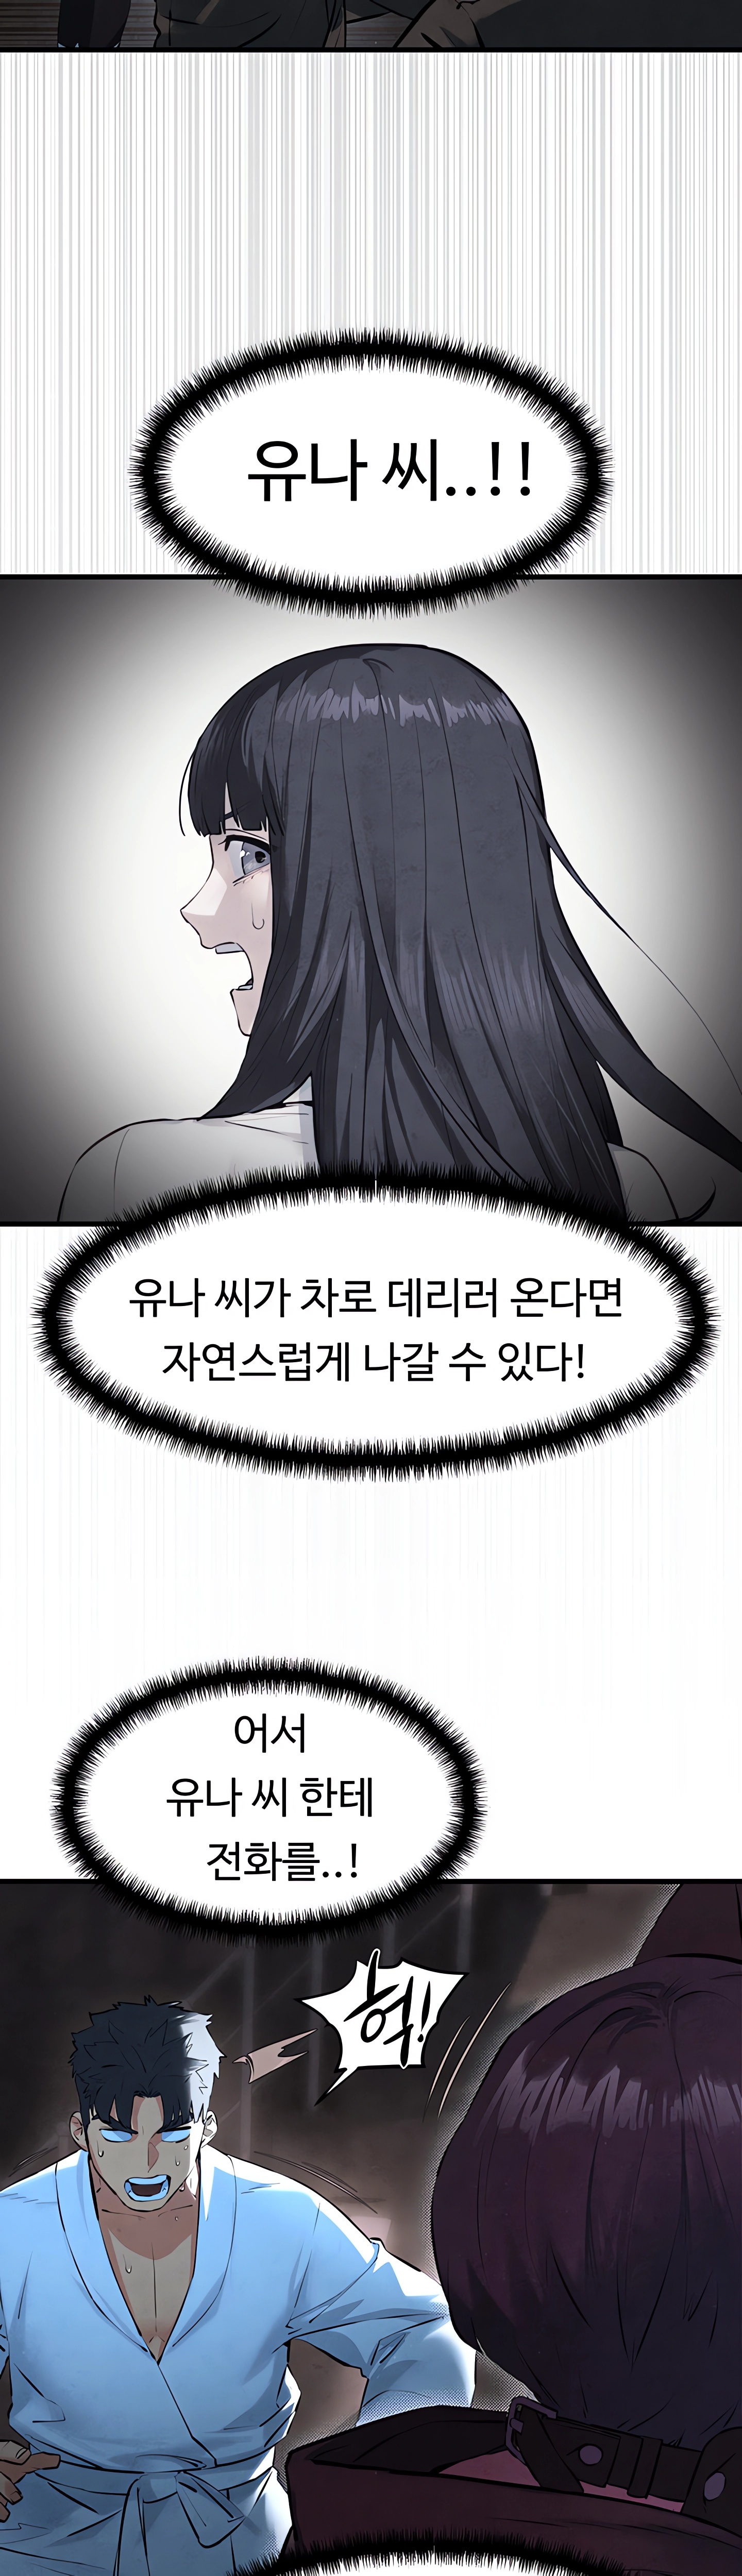 유나 씨..!!
유나 씨가 차로 데리러 온다면
자연스럽게 나갈 수 있다!
어서
유나 씨 한테
전화를..!
헉!